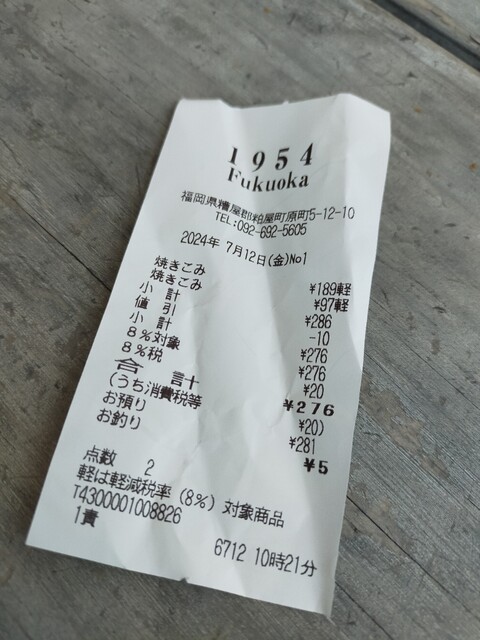 1954
Fukuoka
福岡県糟屋郡粕屋町原町5-12-10
TEL:092-692-5605
2024年 7月12日(金)No1
焼きこみ ¥189軽
焼きこみ ¥97軽
小 計 ¥286
値 引 -10
小 計 ¥276
8%対象 ¥276
8%税 ¥20
合 計 ¥276
(うち消費税等 ¥20)
お預り ¥281
お釣り ¥5
点数 2
軽は軽減税率(8%)対象商品
T4300001008826
1責
6712 10時21分